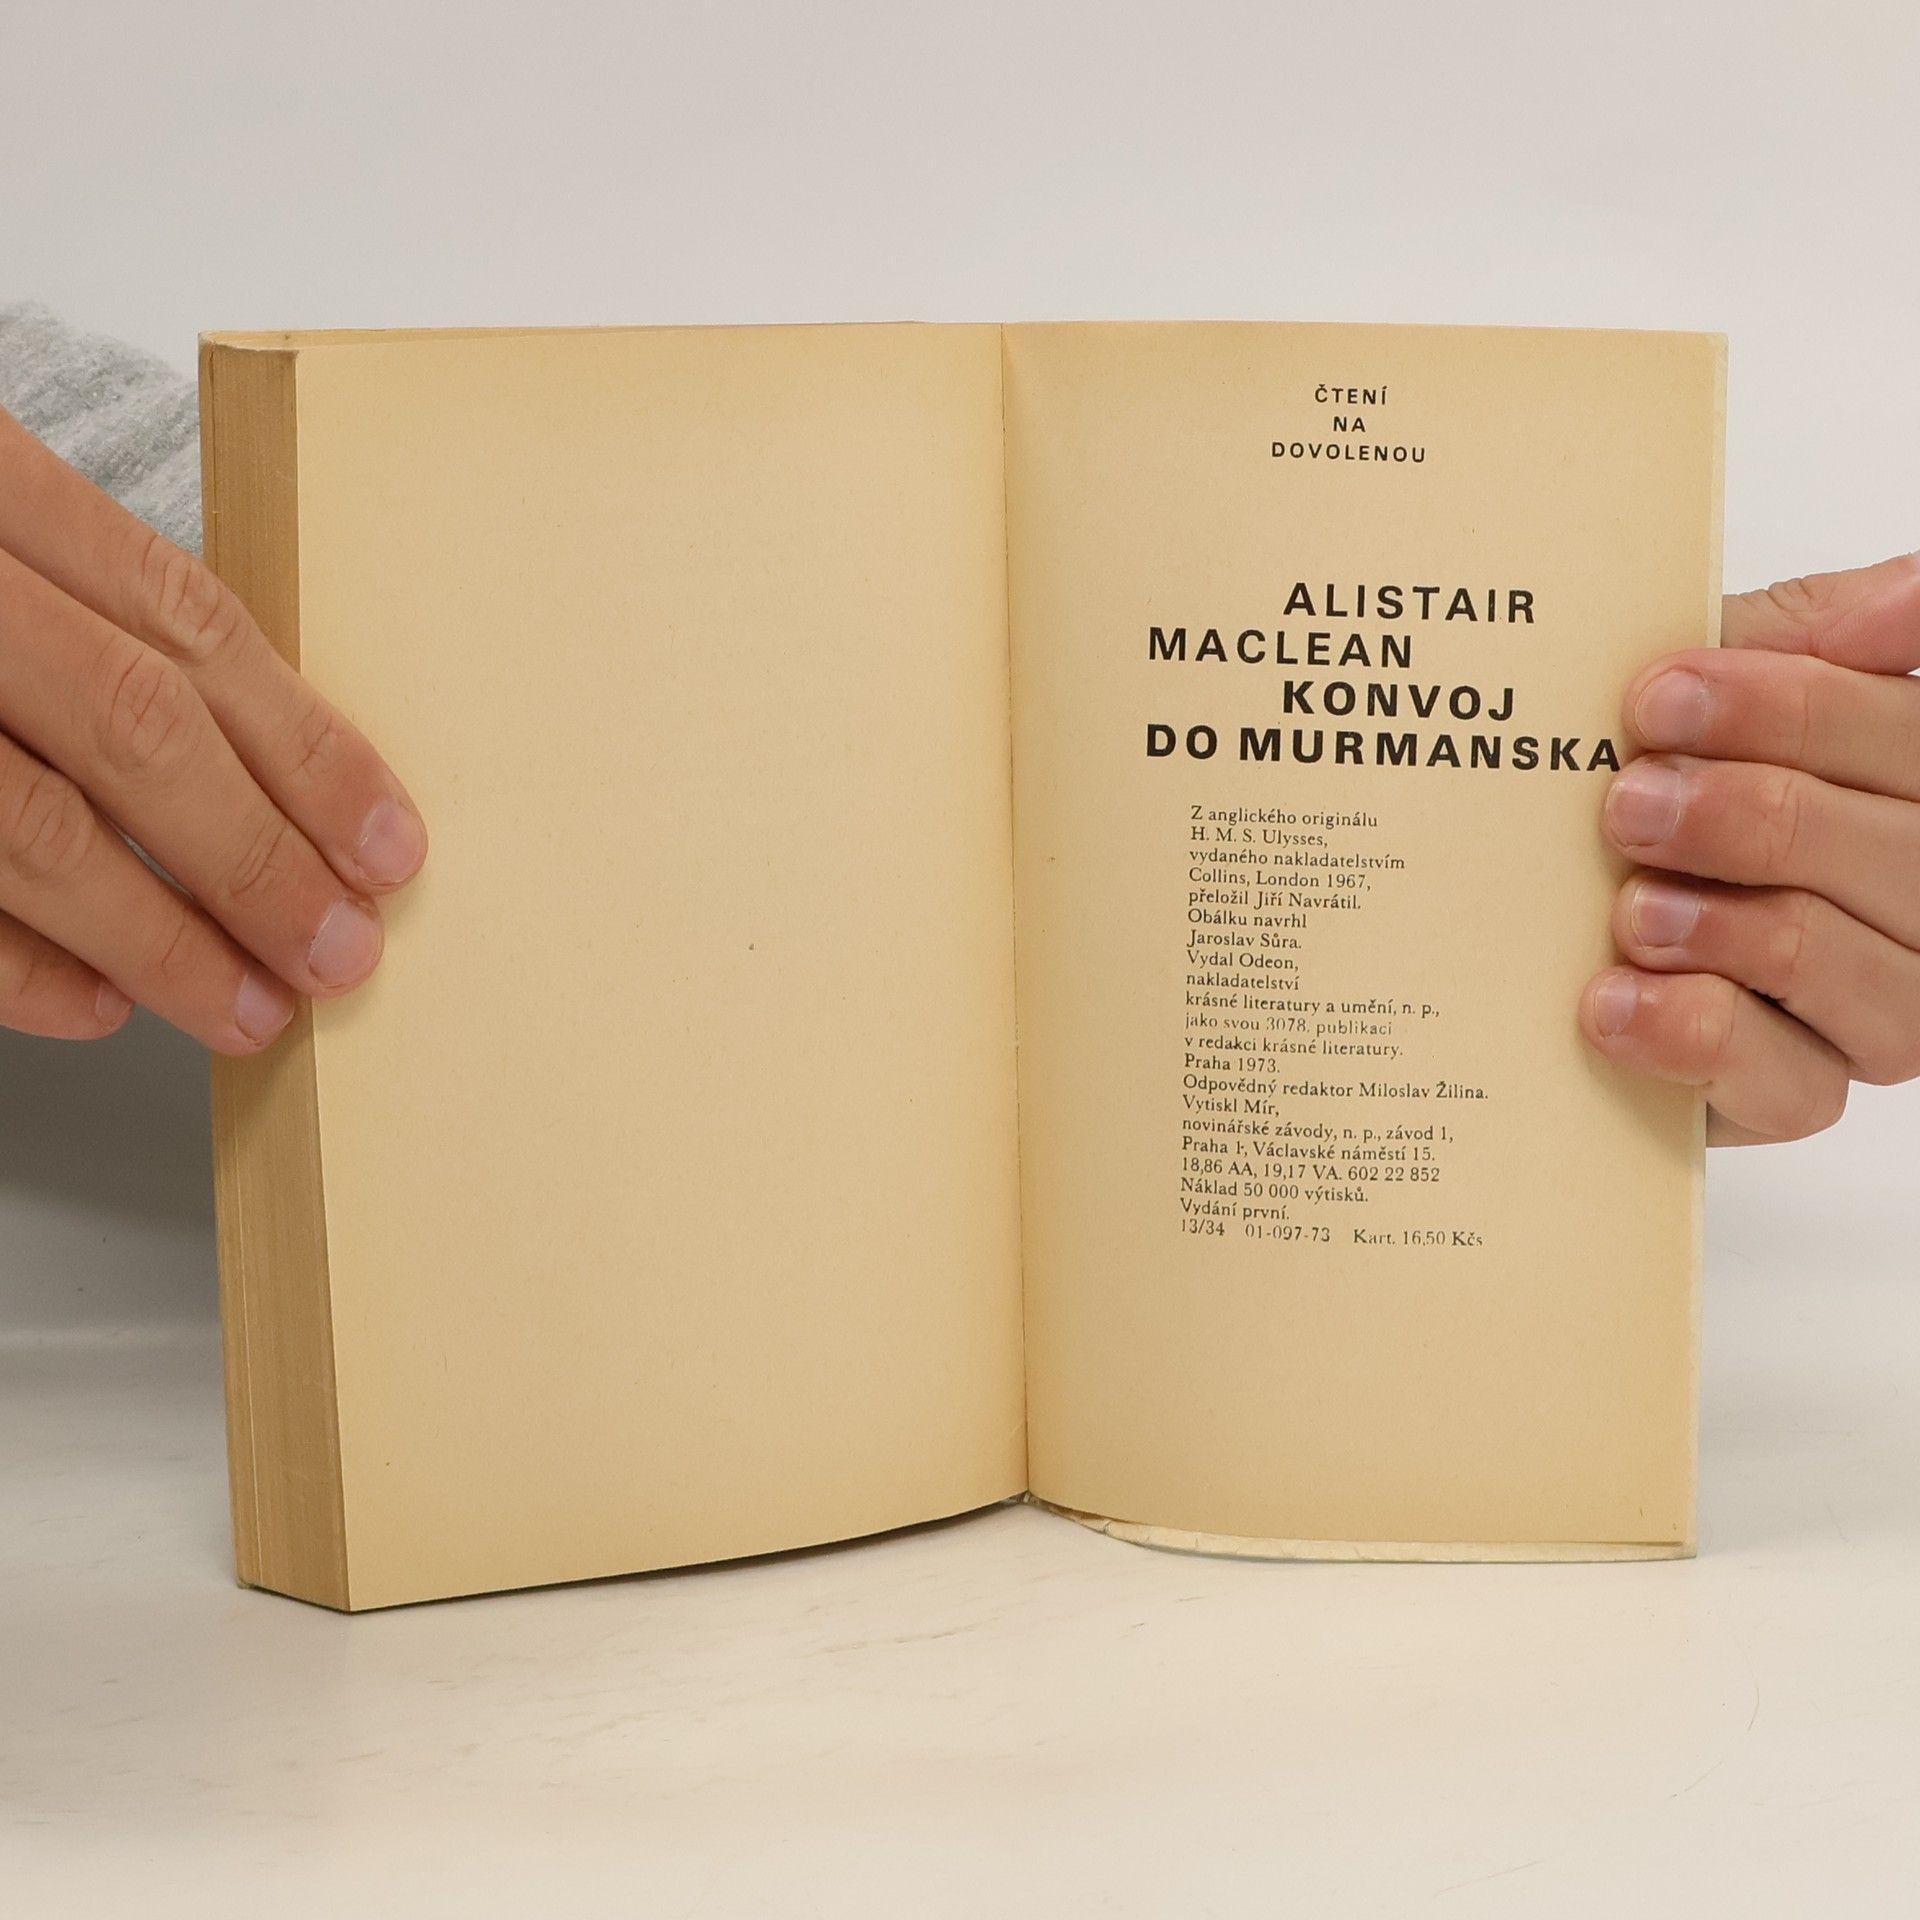 ČTENÍ
NA
DOVOLENOU
ALISTAIR
MACLEAN
KONVOJ
DO MURMANSKA
Z anglického originálu
H. M. S. Ulysses,
vydaného nakladatelstvím
Collins, London 1967,
přeložil Jiří Navrátil.
Obálku navrhl
Jaroslav Sůra.
Vydal Odeon,
nakladatelství
krásné literatury a umění, n. p.,
jako svou 3078. publikaci
v redakci krásné literatury.
Praha 1973.
Odpovědný redaktor Miloslav Žilina.
Vytiskl Mír,
novinářské závody, n. p., závod 1,
Praha 1, Václavské náměstí 15.
18,86 AA, 19,17 VA. 602 22 852
Náklad 50 000 výtisků.
Vydání první.
13/34 01-097-73 Kart. 16,50 Kčs